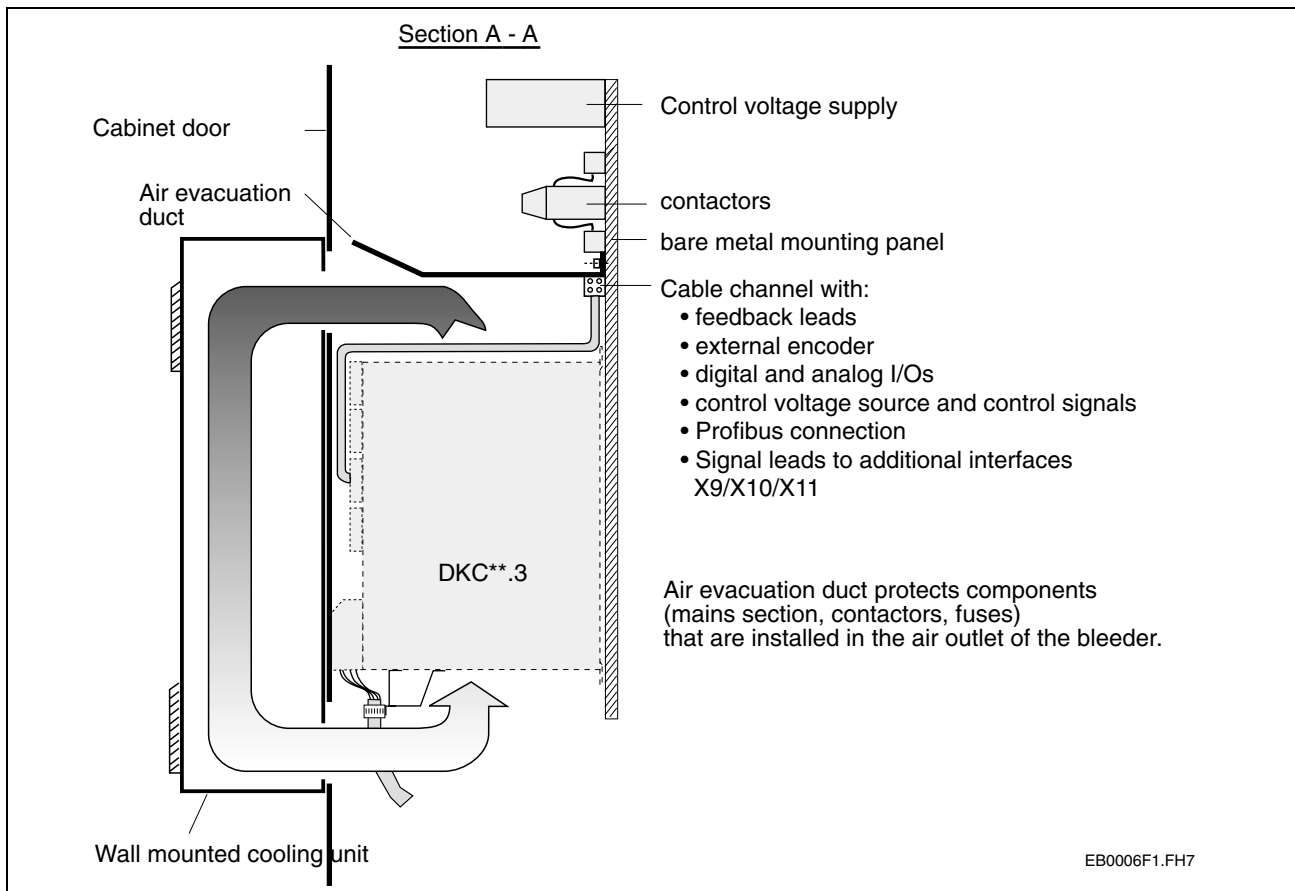 Section A - A
Control voltage supply
Cabinet door
Air evacuation
duct
contactors
bare metal mounting panel
Cable channel with:
• feedback leads
• external encoder
• digital and analog I/Os
• control voltage source and control signals
• Profibus connection
• Signal leads to additional interfaces
X9/X10/X11
DKC**.3
Air evacuation duct protects components
(mains section, contactors, fuses)
that are installed in the air outlet of the bleeder.
Wall mounted cooling unit
EB0006F1.FH7